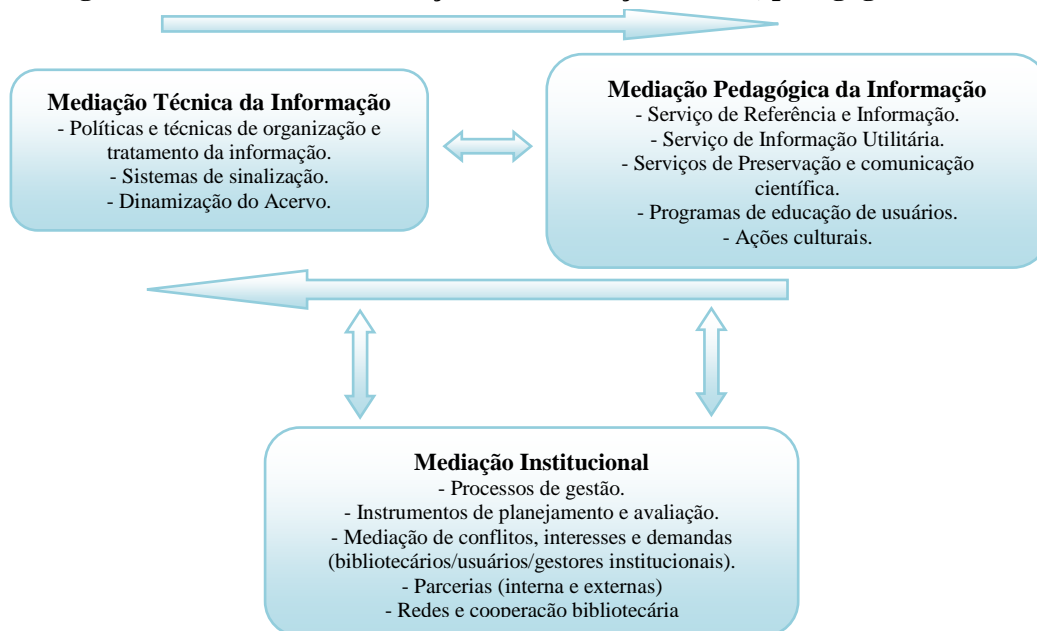 Mediação Técnica da Informação
- Políticas e técnicas de organização e
tratamento da informação.
- Sistemas de sinalização.
- Dinamização do Acervo.
Mediação Pedagógica da Informação
- Serviço de Referência e Informação.
- Serviço de Informação Utilitária.
- Serviços de Preservação e comunicação
científica.
- Programas de educação de usuários.
- Ações culturais.
Mediação Institucional
- Processos de gestão.
- Instrumentos de planejamento e avaliação.
- Mediação de conflitos, interesses e demandas
(bibliotecários/usuários/gestores institucionais).
- Parcerias (interna e externas)
- Redes e cooperação bibliotecária